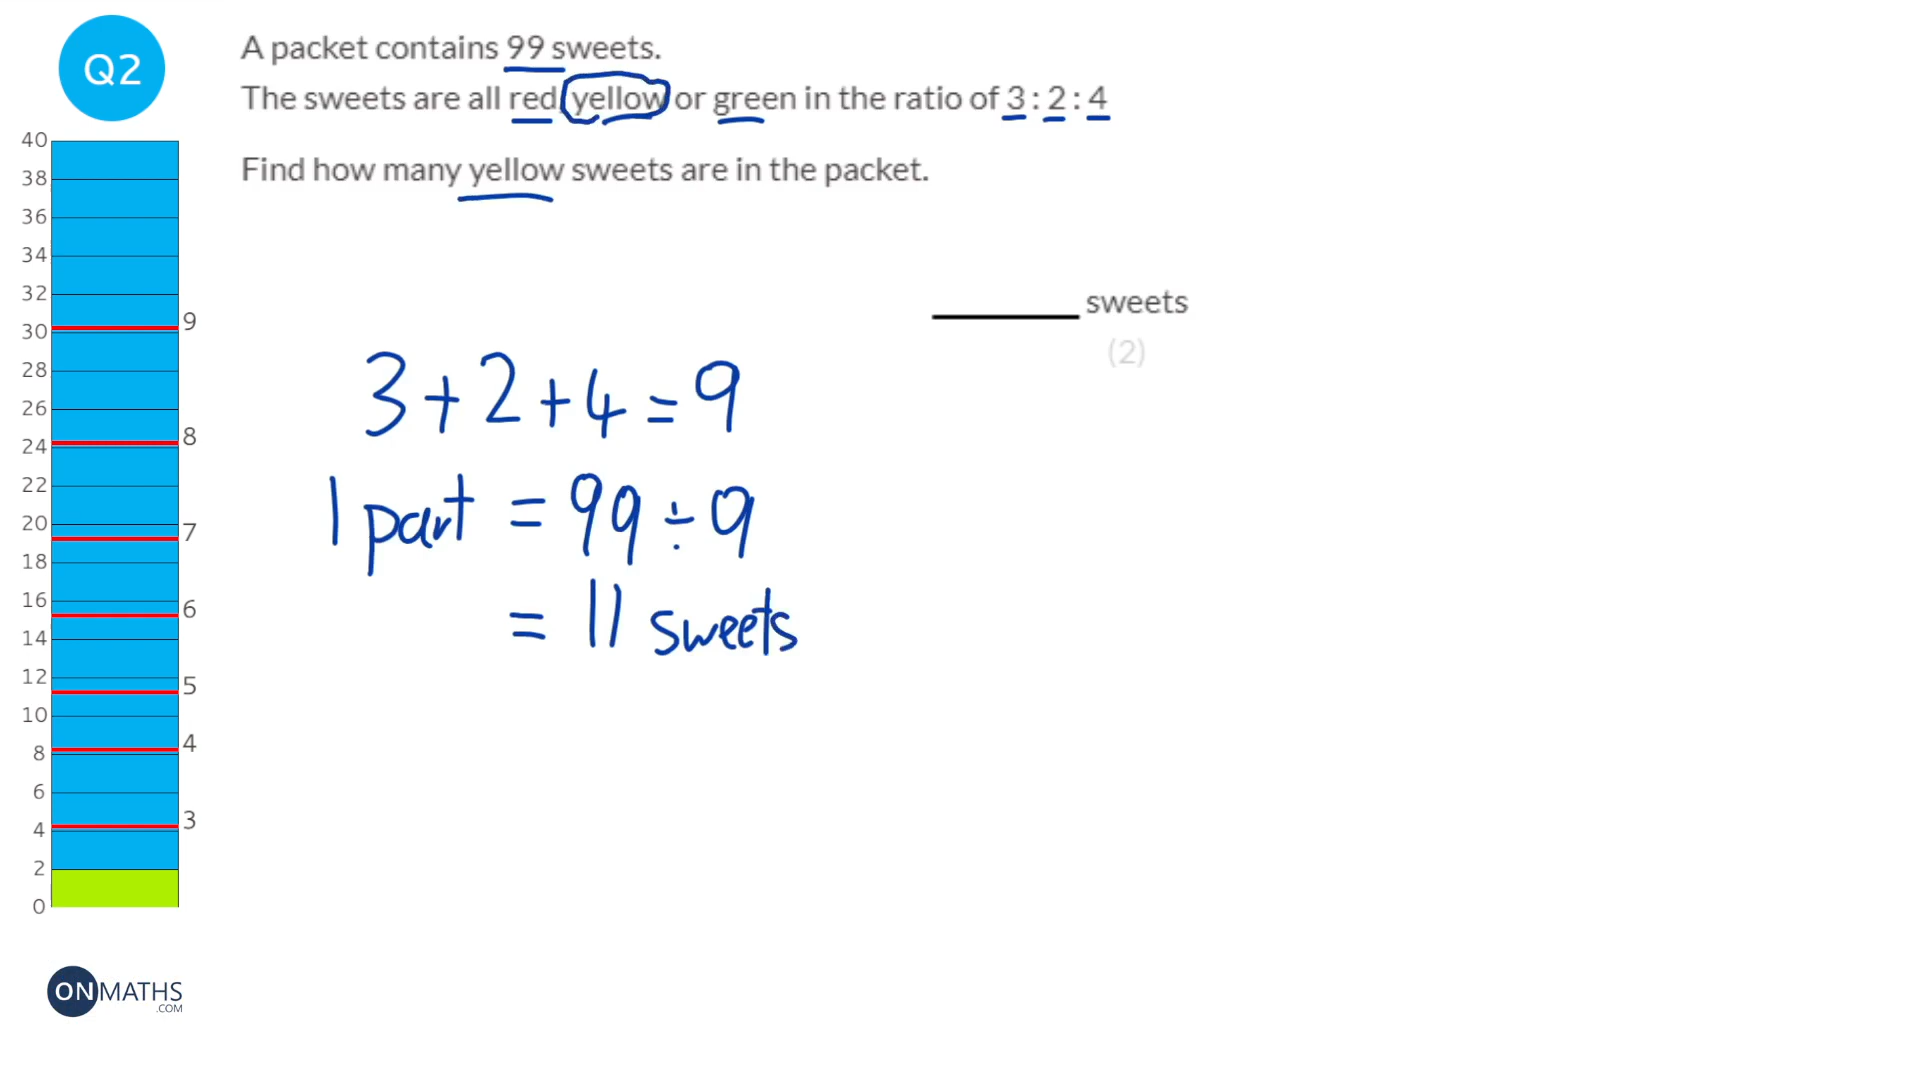 Q2
A packet contains 99 sweets.
The sweets are all red, yellow or green in the ratio of 3 : 2 : 4
Find how many yellow sweets are in the packet.
sweets
(2)
3 + 2 + 4 = 9
1 part = 99 ÷ 9
= 11 sweets
40
38
36
34
32
9
30
28
26
8
24
22
20
7
18
16
6
14
12
5
10
4
8
6
3
4
2
0
ONMATHS
.COM